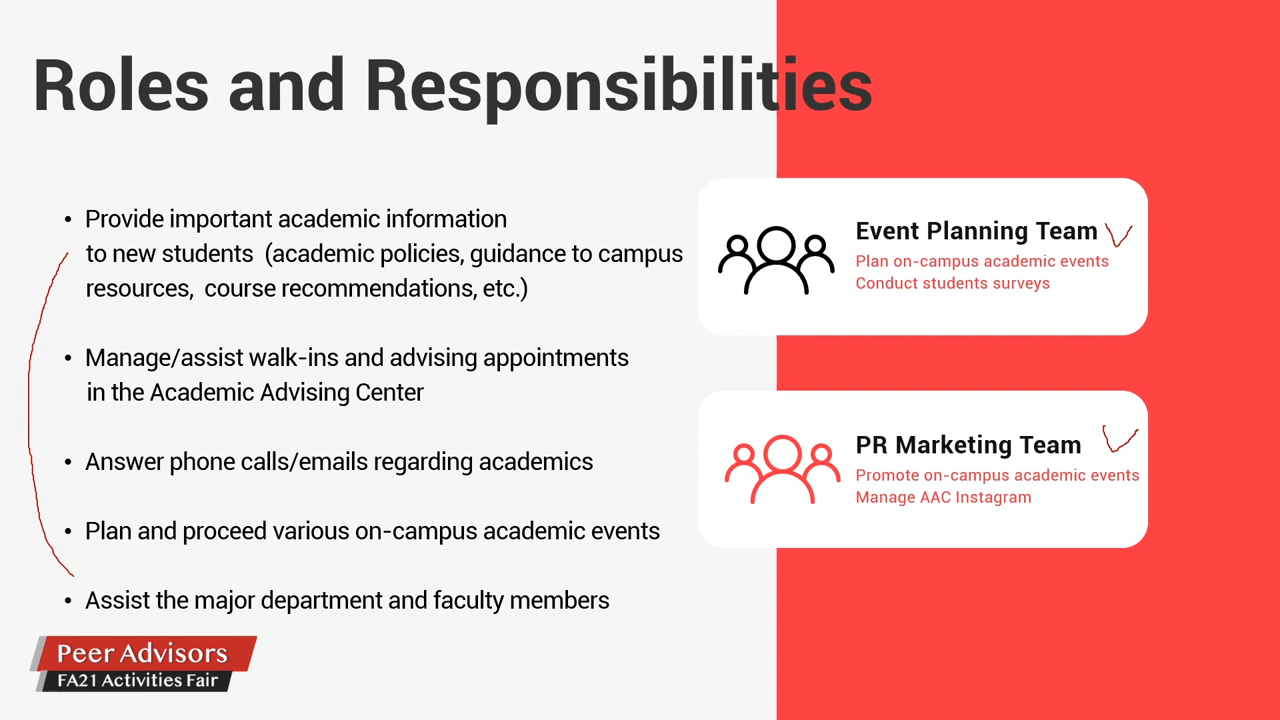 Roles and Responsibilities
• Provide important academic information
to new students (academic policies, guidance to campus
resources, course recommendations, etc.)
• Manage/assist walk-ins and advising appointments
in the Academic Advising Center
• Answer phone calls/emails regarding academics
• Plan and proceed various on-campus academic events
• Assist the major department and faculty members
Event Planning Team
Plan on-campus academic events
Conduct students surveys
PR Marketing Team
Promote on-campus academic events
Manage AAC Instagram
Peer Advisors
FA21 Activities Fair